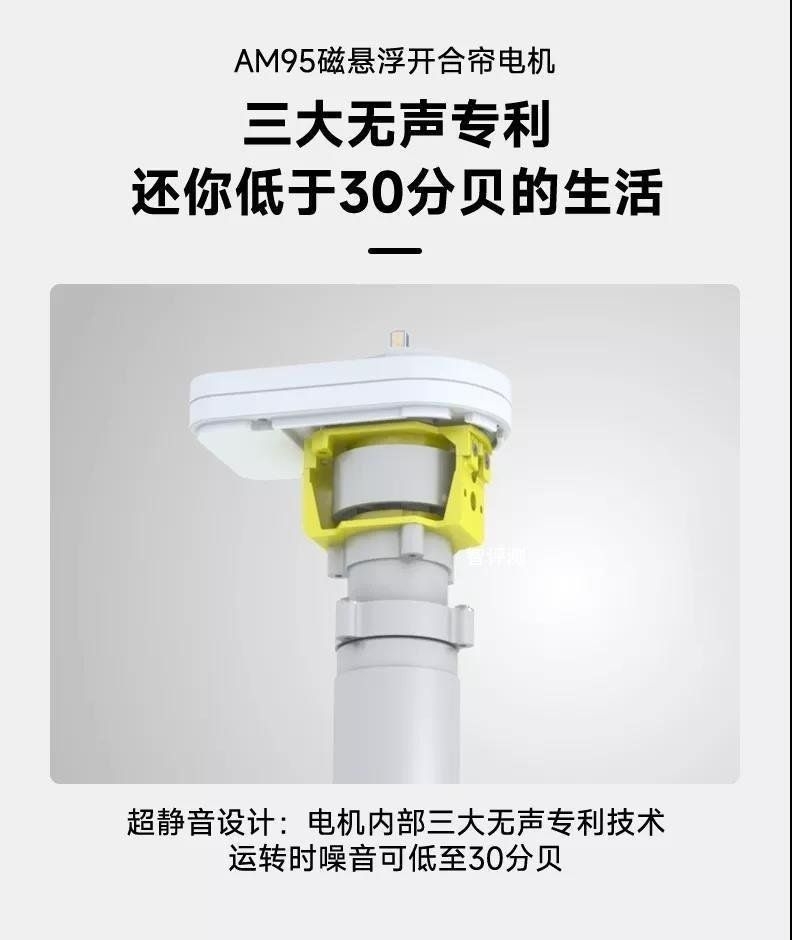 AM95磁悬浮开合帘电机
三大无声专利
还你低于30分贝的生活
智评测
超静音设计：电机内部三大无声专利技术
运转时噪音可低至30分贝